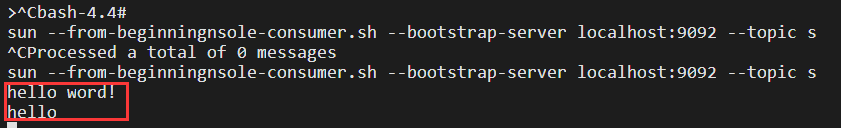 >^Cbash-4.4#
sun --from-beginningnsole-consumer.sh --bootstrap-server localhost:9092 --topic s
^CProcessed a total of 0 messages
sun --from-beginningnsole-consumer.sh --bootstrap-server localhost:9092 --topic s
hello word!
hello